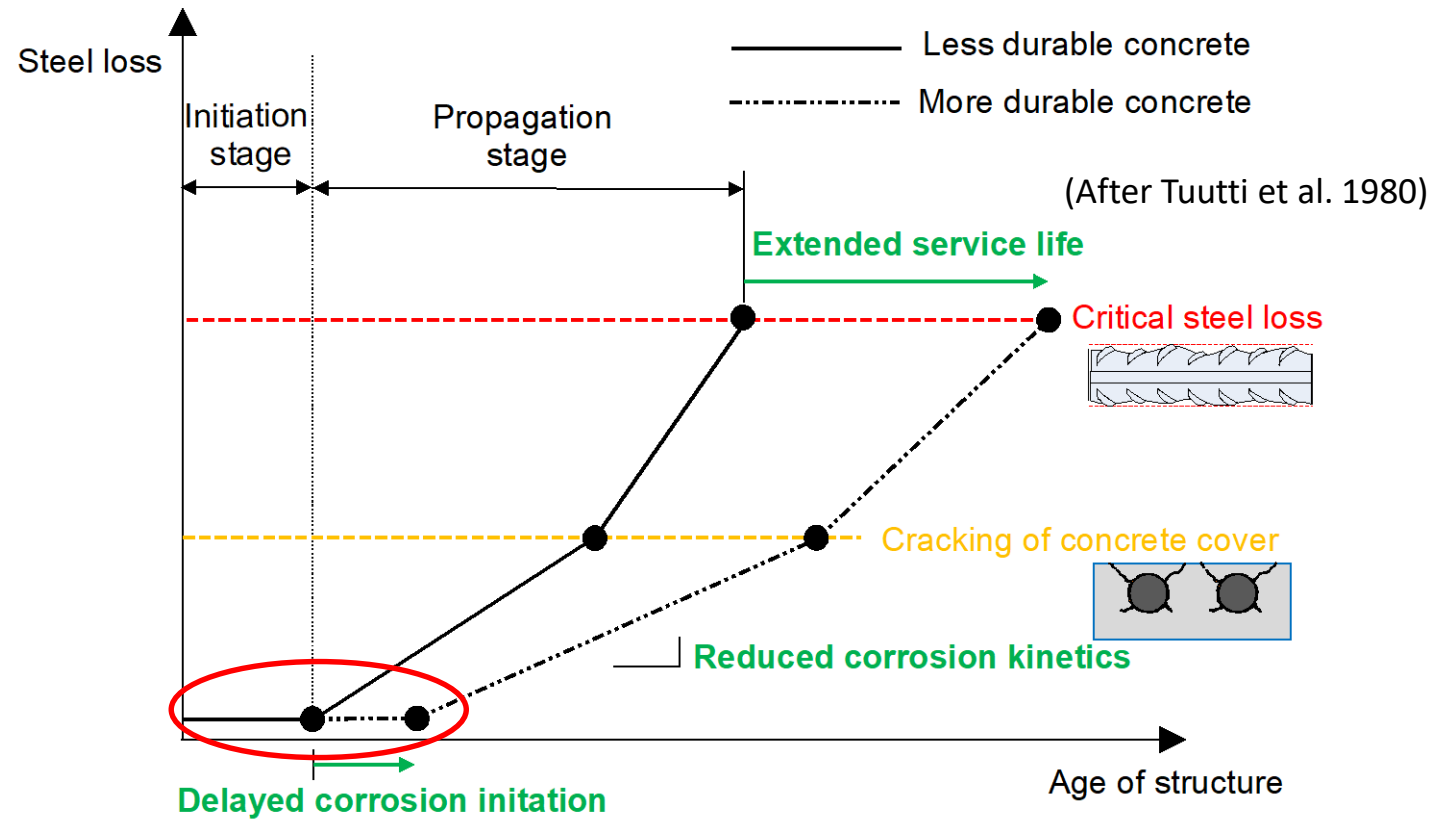 Steel loss
Less durable concrete
More durable concrete
Initiation
stage
Propagation
stage
(After Tuutti et al. 1980)
Extended service life
Critical steel loss
Cracking of concrete cover
Reduced corrosion kinetics
Age of structure
Delayed corrosion initation